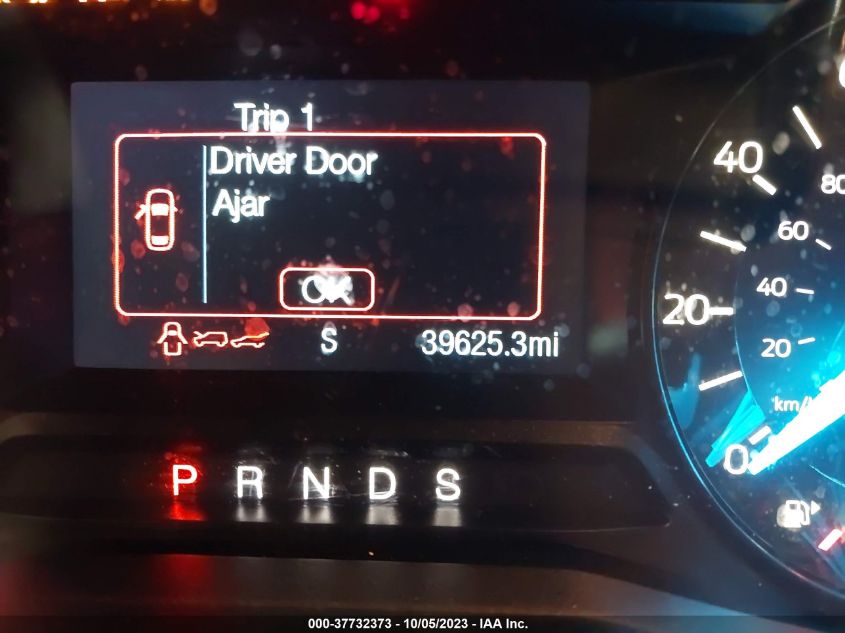 Trip 1
Driver Door
Ajar
OK
S
39625.3mi
P R N D S
40
20
0
80
60
40
20
km/
000-37732373 - 10/05/2023 - IAA Inc.